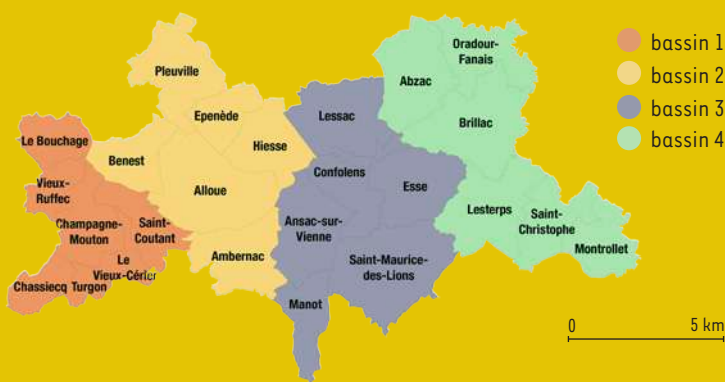 Pleuville
Epenède
Hiesse
Benest
Alloue
Ambernac
Le Bouchage
Vieux-
Ruffec
Champagne-
Mouton
Saint-
Coutant
Le
Vieux-Cérier
Chassiecq
Turgon
Lessac
Confolens
Esse
Ansac-sur-
Vienne
Saint-Maurice-
des-Lions
Manot
Oradour-
Fanais
Abzac
Brillac
Lesterps
Saint-
Christophe
Montrollet
bassin 1
bassin 2
bassin 3
bassin 4
0 5 km